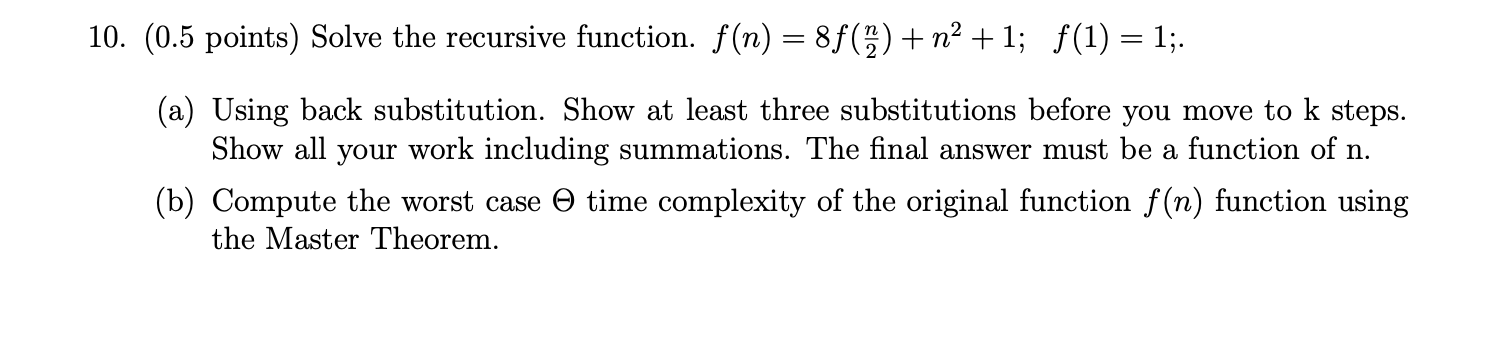 10. (0.5 points) Solve the recursive function. f(n) = 8f(n/2) + n² + 1; f(1) = 1;.
(a) Using back substitution. Show at least three substitutions before you move to k steps.
Show all your work including summations. The final answer must be a function of n.
(b) Compute the worst case Θ time complexity of the original function f(n) function using
the Master Theorem.